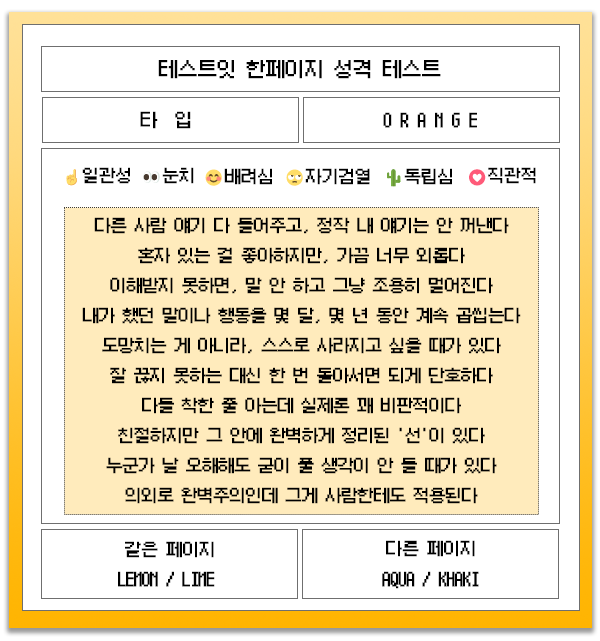 테스트잇 한페이지 성격 테스트
타 입
ORANGE
일관성 눈치 배려심 자기검열 독립심 직관적
다른 사람 얘기 다 들어주고, 정작 내 얘기는 안 꺼낸다
혼자 있는 걸 좋아하지만, 가끔 너무 외롭다
이해받지 못하면, 말 안 하고 그냥 조용히 멀어진다
내가 했던 말이나 행동을 몇 달, 몇 년 동안 계속 곱씹는다
도망치는 게 아니라, 스스로 사라지고 싶을 때가 있다
잘 끊지 못하는 대신 한 번 돌아서면 되게 단호하다
다들 착한 줄 아는데 실제론 꽤 비판적이다
친절하지만 그 안에 완벽하게 정리된 '선'이 있다
누군가 날 오해해도 굳이 풀 생각이 안 들 때가 있다
의외로 완벽주의인데 그게 사람한테도 적용된다
같은 페이지
LEMON / LIME
다른 페이지
AQUA / KHAKI